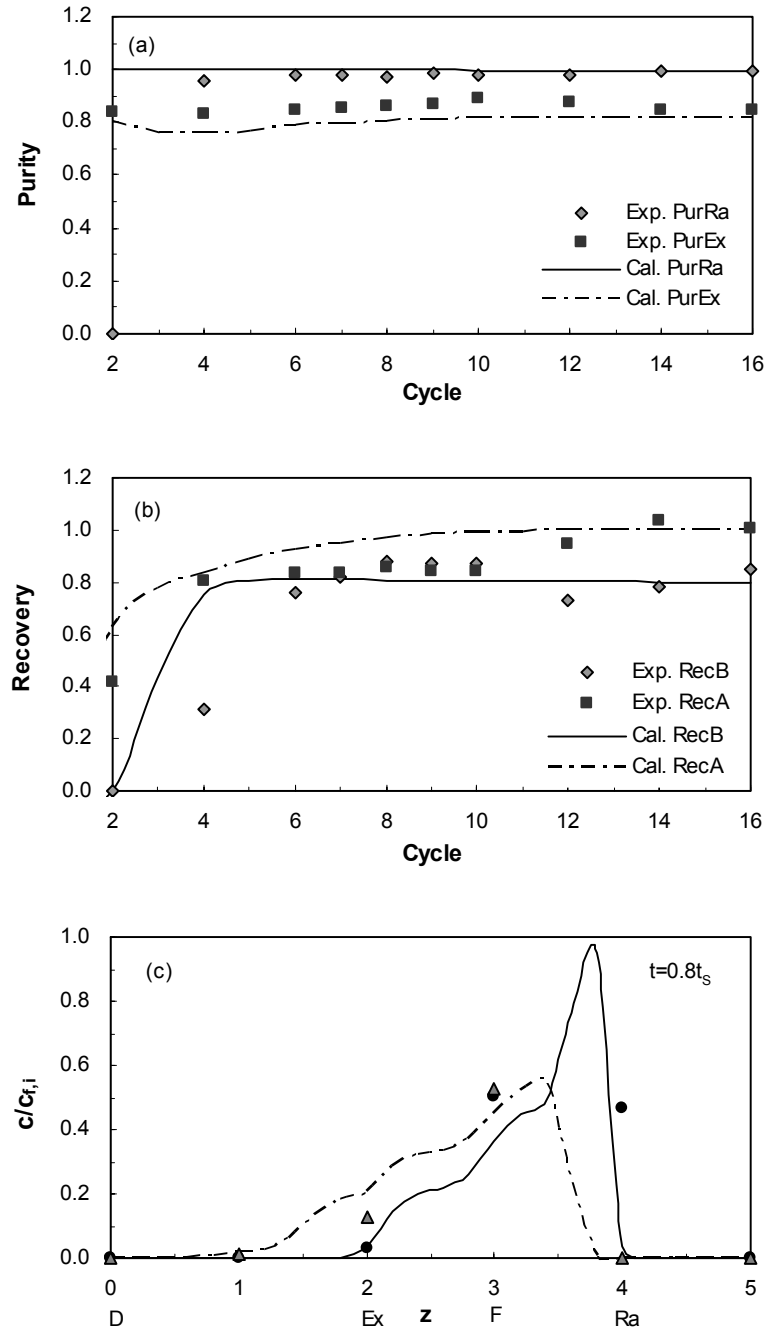 1.2
(a)
1.0
0.8
0.6
0.4
0.2
0.0
Purity
Exp. PurRa
Exp. PurEx
Cal. PurRa
Cal. PurEx
2 4 6 8 10 12 14 16
Cycle
1.2
(b)
1.0
0.8
0.6
0.4
0.2
0.0
Recovery
Exp. RecB
Exp. RecA
Cal. RecB
Cal. RecA
2 4 6 8 10 12 14 16
Cycle
1.0
(c) t=0.8tS
0.8
0.6
0.4
0.2
0.0
c/cf,i
0 1 2 3 4 5
D Ex z F Ra